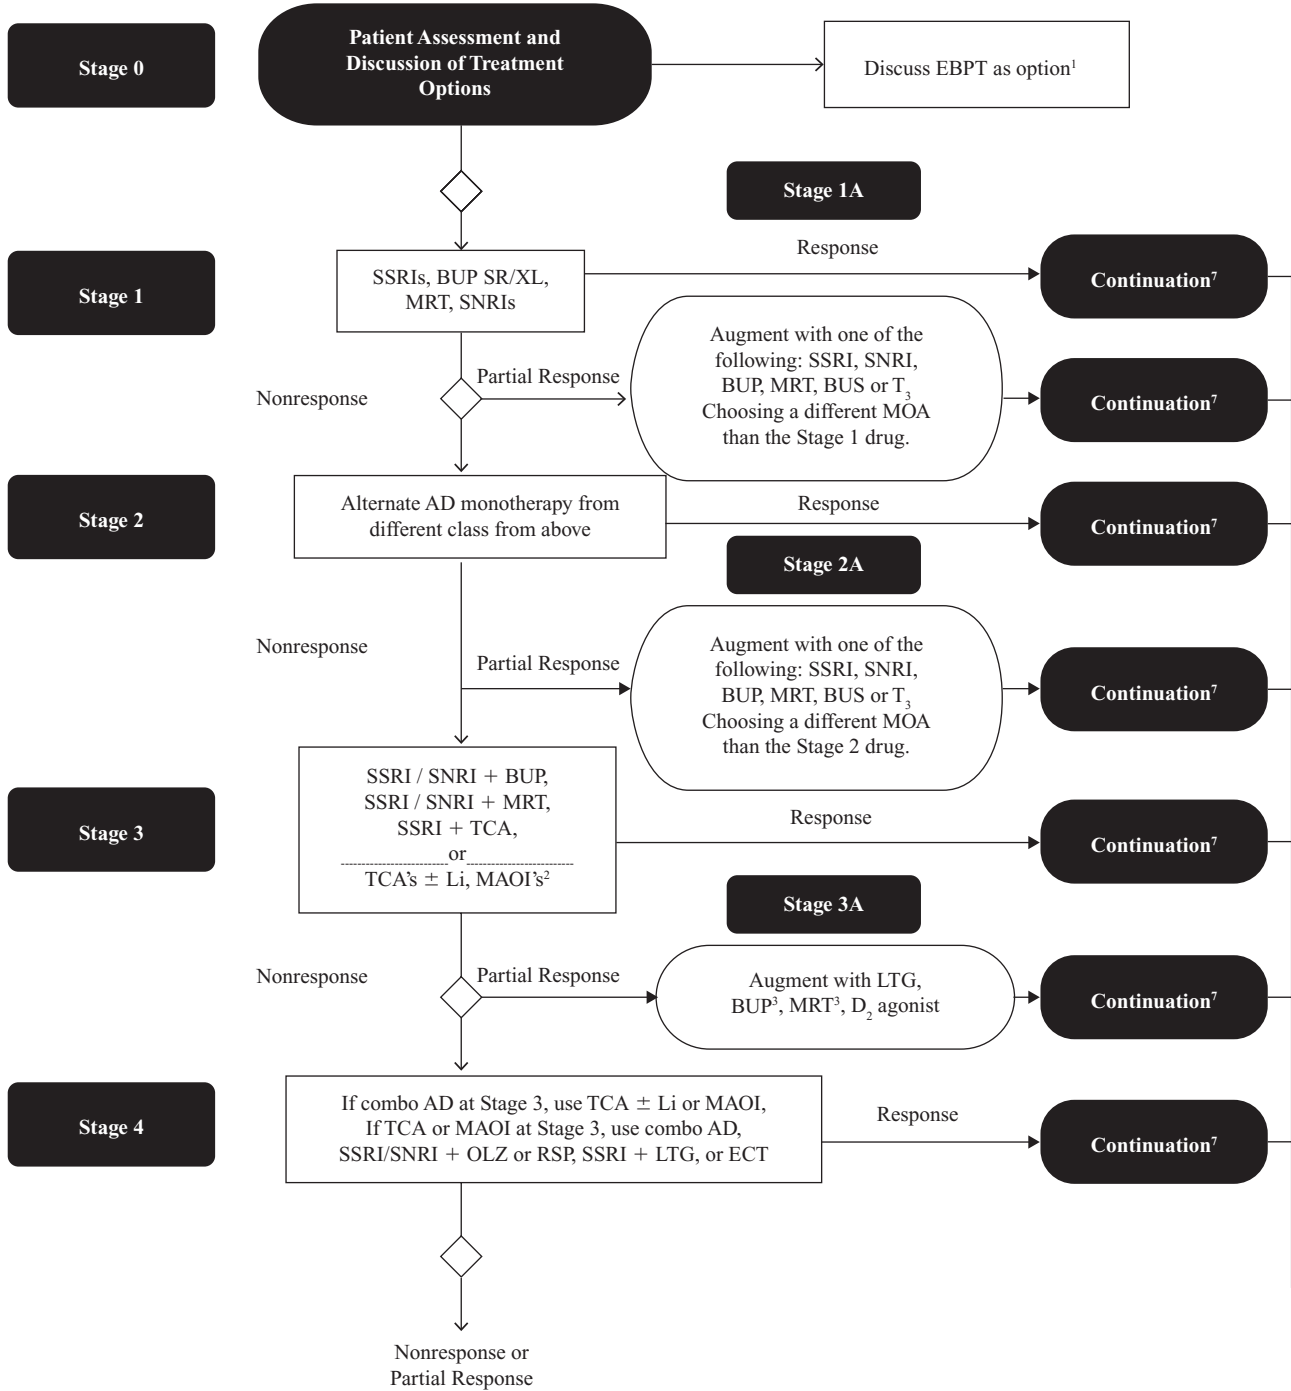 Stage 0
Patient Assessment and
Discussion of Treatment
Options
Discuss EBPT as option¹
Stage 1A
Response
Stage 1
SSRIs, BUP SR/XL,
MRT, SNRIs
Continuation⁷
Partial Response
Nonresponse
Augment with one of the
following: SSRI, SNRI,
BUP, MRT, BUS or T₃
Choosing a different MOA
than the Stage 1 drug.
Continuation⁷
Stage 2
Alternate AD monotherapy from
different class from above
Response
Continuation⁷
Stage 2A
Nonresponse
Partial Response
Augment with one of the
following: SSRI, SNRI,
BUP, MRT, BUS or T₃
Choosing a different MOA
than the Stage 2 drug.
Continuation⁷
Stage 3
SSRI / SNRI + BUP,
SSRI / SNRI + MRT,
SSRI + TCA,
or
TCA's ± Li, MAOI's²
Response
Continuation⁷
Stage 3A
Nonresponse
Partial Response
Augment with LTG,
BUP³, MRT³, D₂ agonist
Continuation⁷
Stage 4
If combo AD at Stage 3, use TCA ± Li or MAOI,
If TCA or MAOI at Stage 3, use combo AD,
SSRI/SNRI + OLZ or RSP, SSRI + LTG, or ECT
Response
Continuation⁷
Nonresponse or
Partial Response